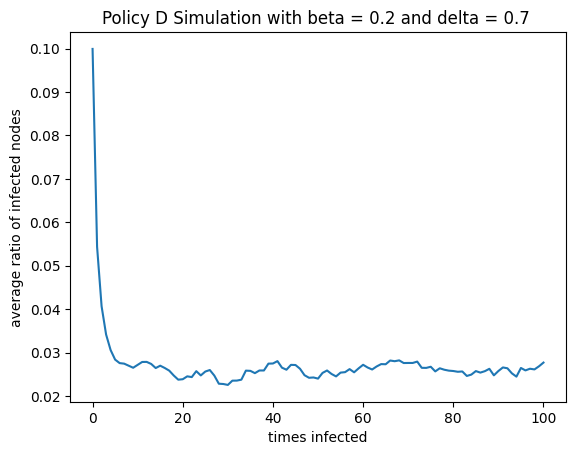 Policy D Simulation with beta = 0.2 and delta = 0.7
average ratio of infected nodes
0.10
0.09
0.08
0.07
0.06
0.05
0.04
0.03
0.02
0 20 40 60 80 100
times infected